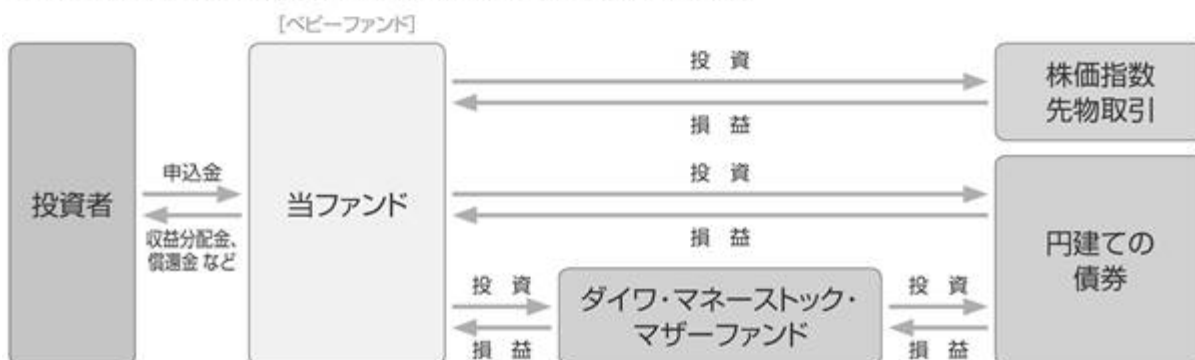 [ベビーファンド]
投資者
申込金
収益分配金、
償還金 など
当ファンド
投 資
損 益
株価指数
先物取引
投 資
損 益
円建ての
債券
投 資
損 益
ダイワ・マネーストック・
マザーファンド
投 資
損 益